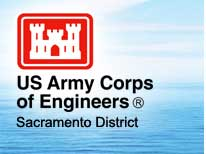 US Army Corps
of Engineers ®
Sacramento District